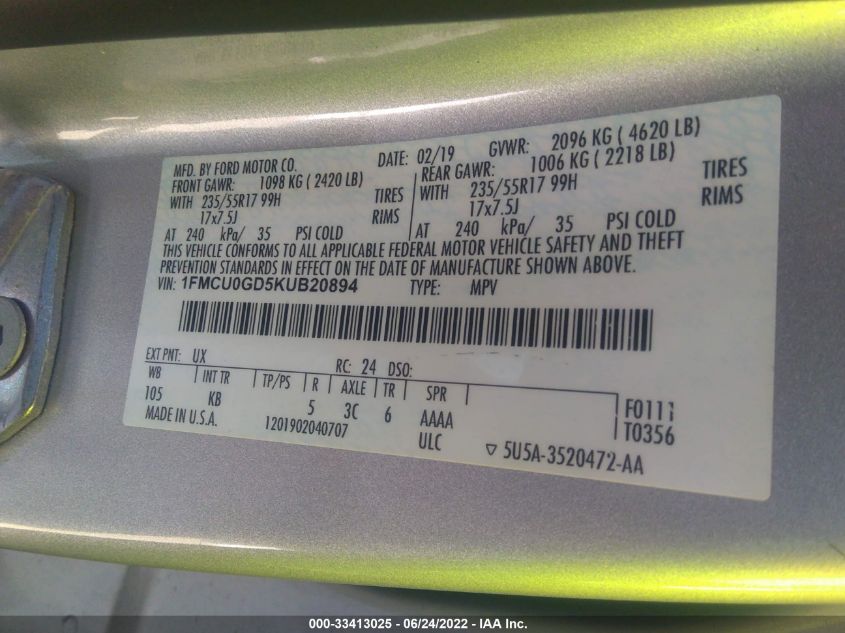 MFD. BY FORD MOTOR CO. DATE: 02/19 GVWR: 2096 KG ( 4620 LB)
FRONT GAWR: 1098 KG ( 2420 LB) REAR GAWR: 1006 KG ( 2218 LB)
WITH 235/55R17 99H TIRES WITH 235/55R17 99H TIRES
17x7.5J RIMS 17x7.5J RIMS
AT 240 kPa/ 35 PSI COLD AT 240 kPa/ 35 PSI COLD
THIS VEHICLE CONFORMS TO ALL APPLICABLE FEDERAL MOTOR VEHICLE SAFETY AND THEFT
PREVENTION STANDARDS IN EFFECT ON THE DATE OF MANUFACTURE SHOWN ABOVE.
VIN: 1FMCU0GD5KUB20894 TYPE: MPV
EXT PNT: UX RC: 24 DSO:
WB INT TR TP/PS R AXLE TR SPR
105 KB 5 3C 6 AAAA F0111
MADE IN U.S.A. 1201902040707 ULC T0356
▽ 5U5A-3520472-AA
000-33413025 - 06/24/2022 - IAA Inc.